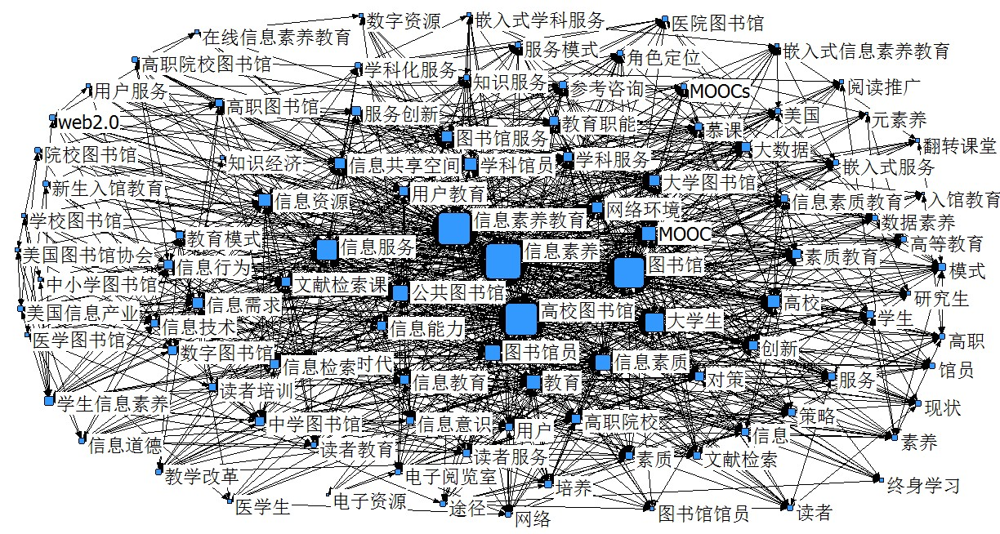 数字资源
嵌入式学科服务
医院图书馆
在线信息素养教育
服务模式
角色定位
嵌入式信息素养教育
高职院校图书馆
学科化服务
知识服务
参考咨询
MOOCs
阅读推广
用户服务
高职图书馆
服务创新
教育职能
慕课
美国
元素养
web2.0
图书馆服务
大数据
翻转课堂
院校图书馆
知识经济
信息共享空间
学科馆员
学科服务
嵌入式服务
新生入馆教育
信息资源
用户教育
大学图书馆
信息素质教育
入馆教育
学校图书馆
信息素养教育
网络环境
数据素养
教育模式
信息服务
MOOC
高等教育
美国图书馆协会
信息行为
信息素养
图书馆
素质教育
模式
中小学图书馆
文献检索课
公共图书馆
研究生
美国信息产业
信息需求
高校图书馆
大学生
高校
学生
医学图书馆
信息技术
信息能力
高职
数字图书馆
信息检索
时代
图书馆员
信息素质
创新
馆员
学生信息素养
读者培训
信息教育
教育
对策
服务
现状
中学图书馆
信息意识
用户
高职院校
信息
策略
素养
信息道德
读者教育
读者服务
素质
文献检索
教学改革
电子阅览室
培养
终身学习
医学生
电子资源
途径
网络
图书馆馆员
读者